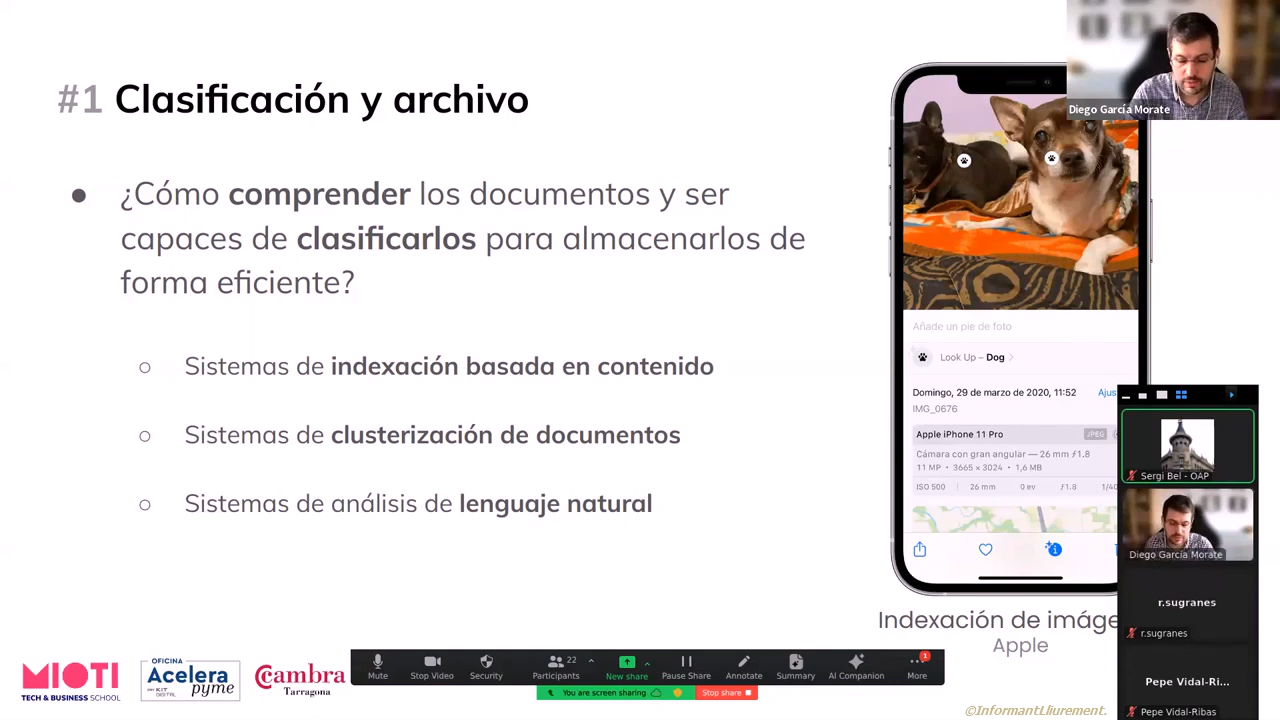 #1 Clasificación y archivo
● ¿Cómo comprender los documentos y ser
capaces de clasificarlos para almacenarlos de
forma eficiente?
○ Sistemas de indexación basada en contenido
○ Sistemas de clusterización de documentos
○ Sistemas de análisis de lenguaje natural
Diego García Morate
Añade un pie de foto
Look Up – Dog
Domingo, 29 de marzo de 2020, 11:52
IMG_0676
Apple iPhone 11 Pro
JPEG
Cámara con gran angular — 26 mm ƒ1.8
11 MP • 3665 x 3024 • 1,6 MB
ISO 500
26 mm
0 ev
ƒ1.8
Indexación de
Apple
Sergi Bel - OAP
Diego García Morate
r.sugranes
r.sugranes
Pepe Vidal-Ri...
Pepe Vidal-Ribas
MIOTI
TECH & BUSINESS SCHOOL
OFICINA
Acelera
pyme
KIT
DIGITAL
Cambra
Tarragona
Mute
Stop Video
Security
Participants
22
New share
Pause Share
Annotate
Summary
AI Companion
More
1
You are screen sharing
Stop share
©InformantLliurement.